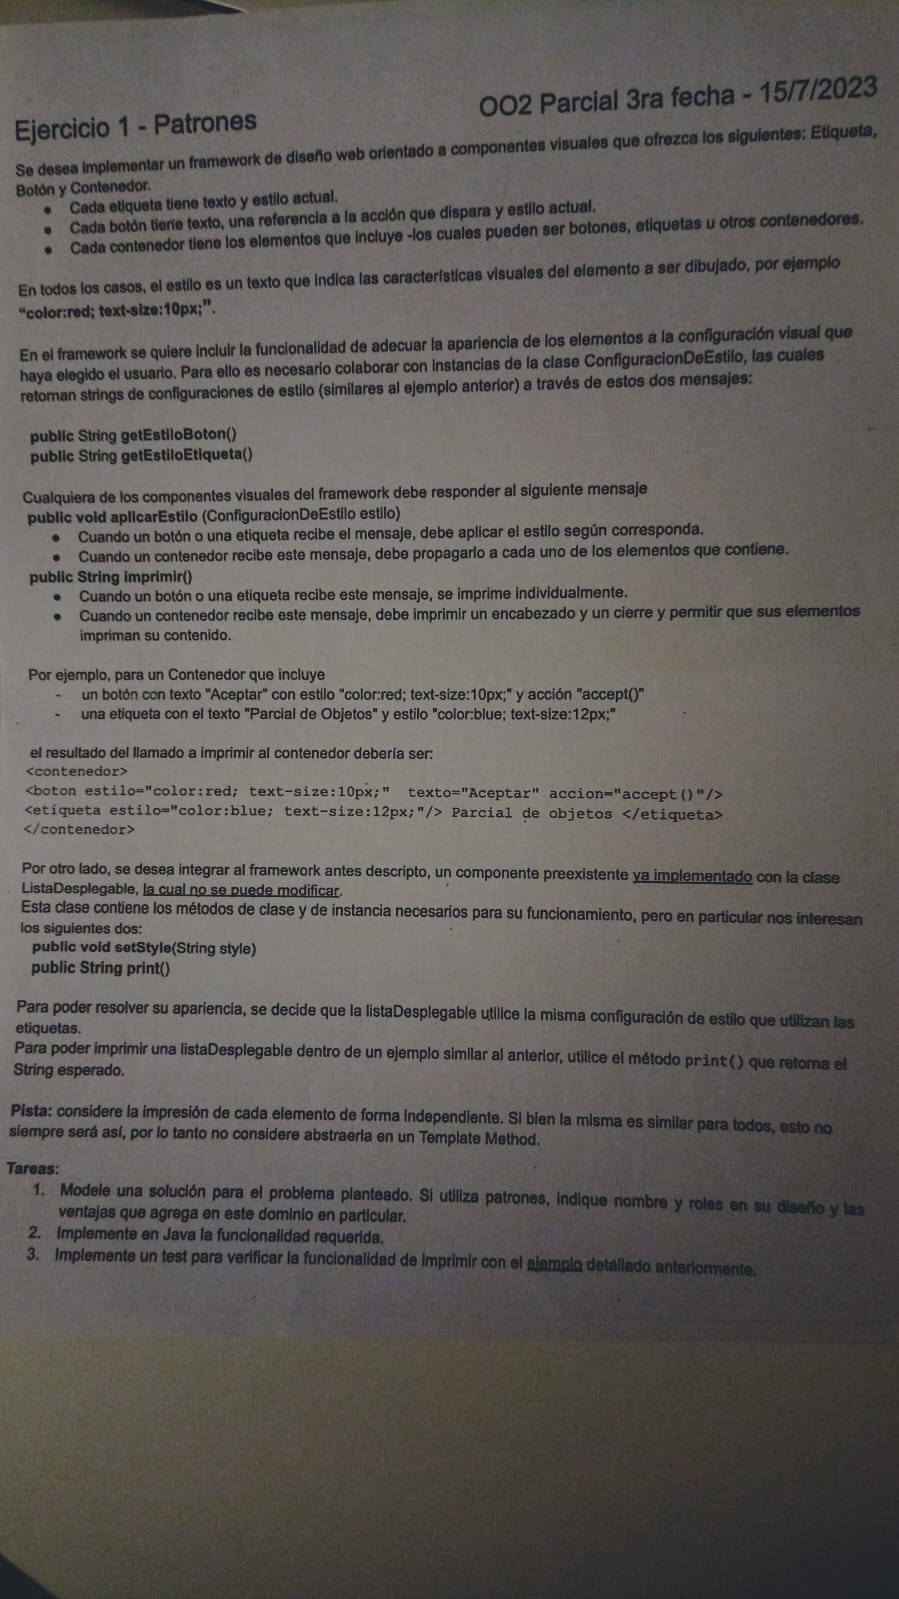 OO2 Parcial 3ra fecha - 15/7/2023
Ejercicio 1 - Patrones
Se desea implementar un framework de diseño web orientado a componentes visuales que ofrezca los siguientes: Etiqueta,
Botón y Contenedor.
● Cada etiqueta tiene texto y estilo actual.
● Cada botón tiene texto, una referencia a la acción que dispara y estilo actual.
● Cada contenedor tiene los elementos que incluye -los cuales pueden ser botones, etiquetas u otros contenedores.
En todos los casos, el estilo es un texto que indica las características visuales del elemento a ser dibujado, por ejemplo
“color:red; text-size:10px;”.
En el framework se quiere incluir la funcionalidad de adecuar la apariencia de los elementos a la configuración visual que
haya elegido el usuario. Para ello es necesario colaborar con instancias de la clase ConfiguracionDeEstilo, las cuales
retornan strings de configuraciones de estilo (similares al ejemplo anterior) a través de estos dos mensajes:
public String getEstiloBoton()
public String getEstiloEtiqueta()
Cualquiera de los componentes visuales del framework debe responder al siguiente mensaje
public void aplicarEstilo (ConfiguracionDeEstilo estilo)
● Cuando un botón o una etiqueta recibe el mensaje, debe aplicar el estilo según corresponda.
● Cuando un contenedor recibe este mensaje, debe propagarlo a cada uno de los elementos que contiene.
public String imprimir()
● Cuando un botón o una etiqueta recibe este mensaje, se imprime individualmente.
● Cuando un contenedor recibe este mensaje, debe imprimir un encabezado y un cierre y permitir que sus elementos
impriman su contenido.
Por ejemplo, para un Contenedor que incluye
- un botón con texto "Aceptar" con estilo "color:red; text-size:10px;" y acción "accept()"
- una etiqueta con el texto "Parcial de Objetos" y estilo "color:blue; text-size:12px;"
el resultado del llamado a imprimir al contenedor debería ser:
<contenedor>
<boton estilo="color:red; text-size:10px;" texto="Aceptar" accion="accept()"/>
<etiqueta estilo="color:blue; text-size:12px;"/> Parcial de objetos </etiqueta>
</contenedor>
Por otro lado, se desea integrar al framework antes descripto, un componente preexistente ya implementado con la clase
ListaDesplegable, la cual no se puede modificar.
Esta clase contiene los métodos de clase y de instancia necesarios para su funcionamiento, pero en particular nos interesan
los siguientes dos:
public void setStyle(String style)
public String print()
Para poder resolver su apariencia, se decide que la listaDesplegable utilice la misma configuración de estilo que utilizan las
etiquetas.
Para poder imprimir una listaDesplegable dentro de un ejemplo similar al anterior, utilice el método print() que retorna el
String esperado.
Pista: considere la impresión de cada elemento de forma independiente. Si bien la misma es similar para todos, esto no
siempre será así, por lo tanto no considere abstraerla en un Template Method.
Tareas:
1. Modele una solución para el problema planteado. Si utiliza patrones, indique nombre y roles en su diseño y las
ventajas que agrega en este dominio en particular.
2. Implemente en Java la funcionalidad requerida.
3. Implemente un test para verificar la funcionalidad de imprimir con el ejemplo detallado anteriormente.